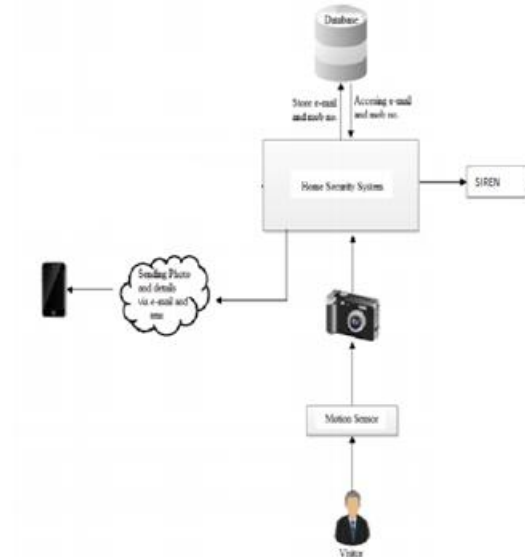 Database
Store e-mail
and mob no.
Accessing e-mail
and mob no.
Home Security System
SIREN
Sending Photo
and details
via e-mail and
sms
Motion Sensor
Visitor